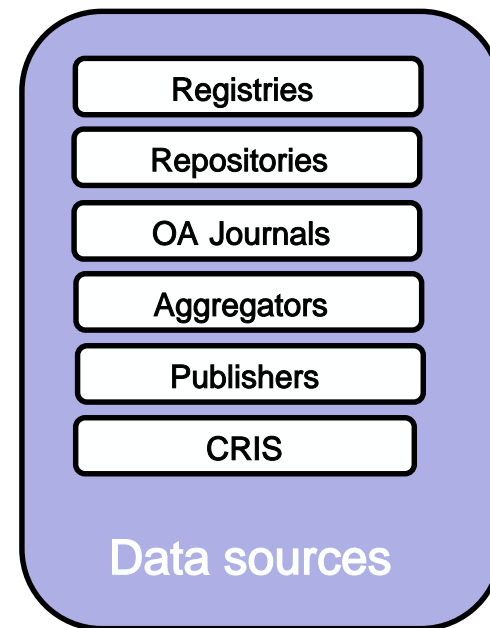 Registries
Repositories
OA Journals
Aggregators
Publishers
CRIS
Data sources